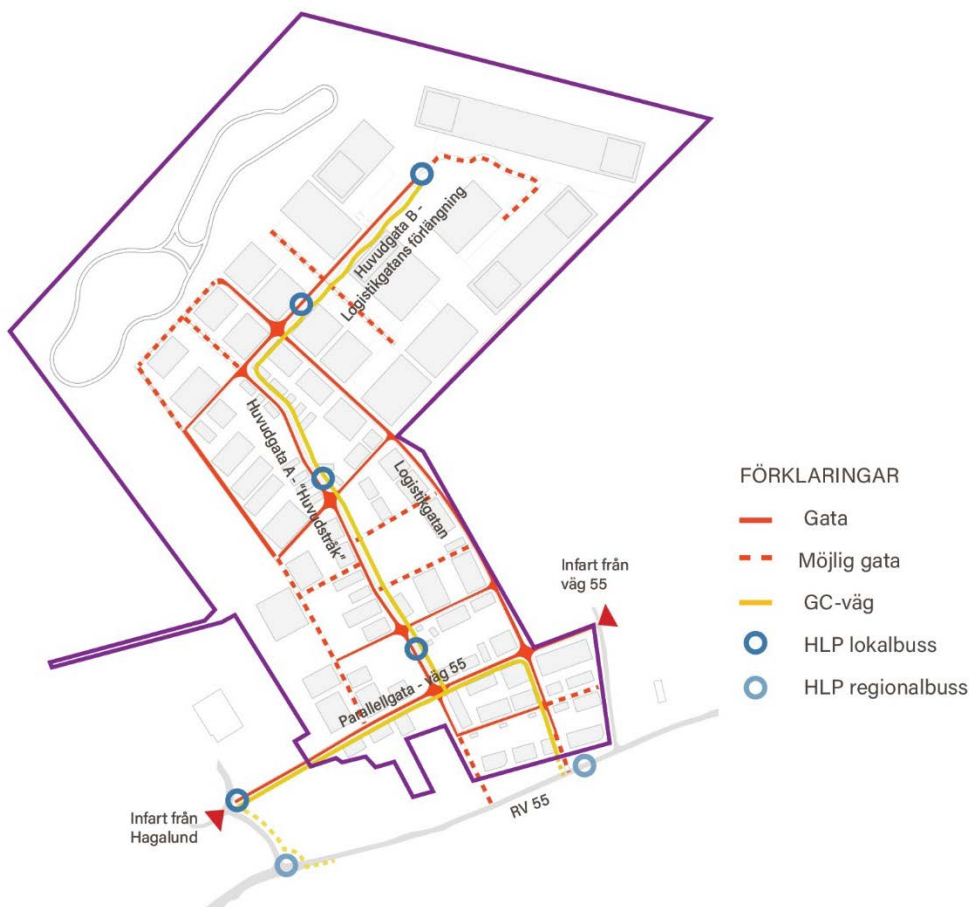 Huvudgata B -
Logistikgatans förlängning
Huvudgata A - "Huvudstråk"
Logistikgatan
Parallellgata - väg 55
Infart från
väg 55
Infart från
Hagalund
RV 55
FÖRKLARINGAR
Gata
Möjlig gata
GC-väg
HLP lokalbuss
HLP regionalbuss